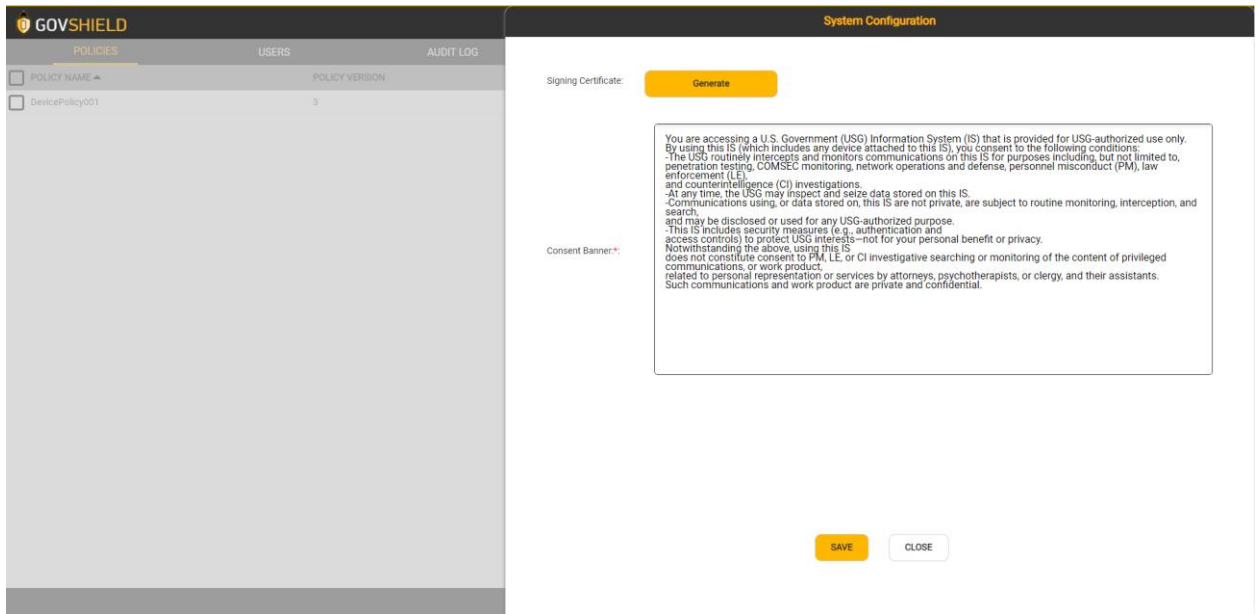 GOVSHIELD
System Configuration
POLICIES USERS AUDIT LOG
POLICY NAME POLICY VERSION
DevicePolicy001 3
Signing Certificate: Generate
Consent Banner:*:
You are accessing a U.S. Government (USG) Information System (IS) that is provided for USG-authorized use only.
By using this IS (which includes any device attached to this IS), you consent to the following conditions:
-The USG routinely intercepts and monitors communications on this IS for purposes including, but not limited to,
penetration testing, COMSEC monitoring, network operations and defense, personnel misconduct (PM), law
enforcement (LE),
and counterintelligence (CI) investigations.
-At any time, the USG may inspect and seize data stored on this IS.
-Communications using, or data stored on, this IS are not private, are subject to routine monitoring, interception, and
search,
and may be disclosed or used for any USG-authorized purpose.
-This IS includes security measures (e.g., authentication and
access controls) to protect USG interests—not for your personal benefit or privacy.
Notwithstanding the above, using this IS
does not constitute consent to PM, LE, or CI investigative searching or monitoring of the content of privileged
communications, or work product,
related to personal representation or services by attorneys, psychotherapists, or clergy, and their assistants.
Such communications and work product are private and confidential.
SAVE CLOSE